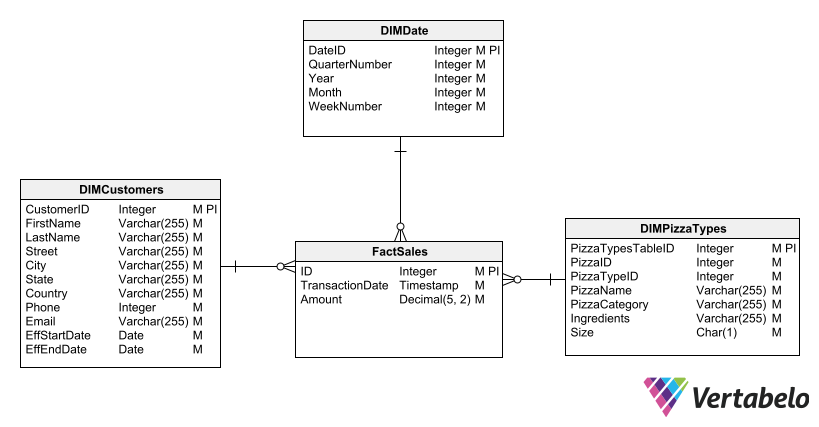 DIMDate
DateID Integer M PI
QuarterNumber Integer M
Year Integer M
Month Integer M
WeekNumber Integer M
DIMCustomers
CustomerID Integer M PI
FirstName Varchar(255) M
LastName Varchar(255) M
Street Varchar(255) M
City Varchar(255) M
State Varchar(255) M
Country Varchar(255) M
Phone Integer M
Email Varchar(255) M
EffStartDate Date M
EffEndDate Date M
FactSales
ID Integer M PI
TransactionDate Timestamp M
Amount Decimal(5, 2) M
DIMPizzaTypes
PizzaTypesTableID Integer M PI
PizzaID Integer M
PizzaTypeID Integer M
PizzaName Varchar(255) M
PizzaCategory Varchar(255) M
Ingredients Varchar(255) M
Size Char(1) M
Vertabelo